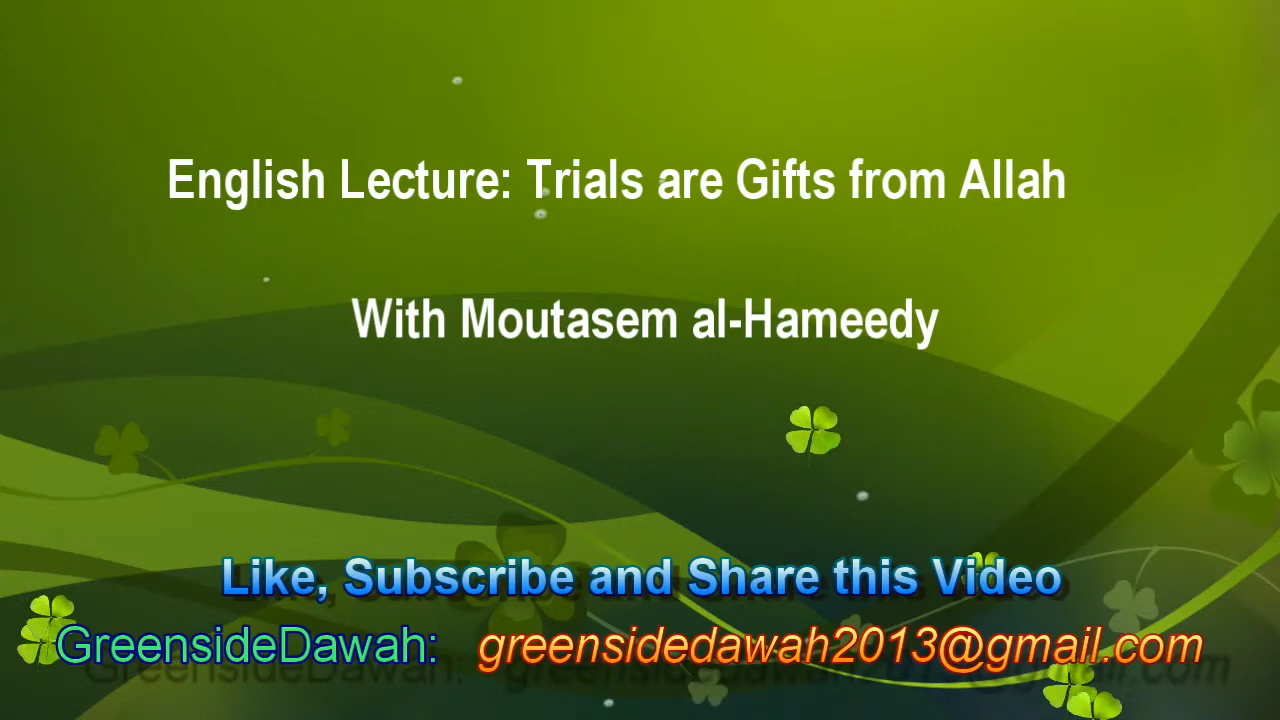 English Lecture: Trials are Gifts from Allah
With Moutasem al-Hameedy
Like, Subscribe and Share this Video
GreensideDawah: greensidedawah2013@gmail.com